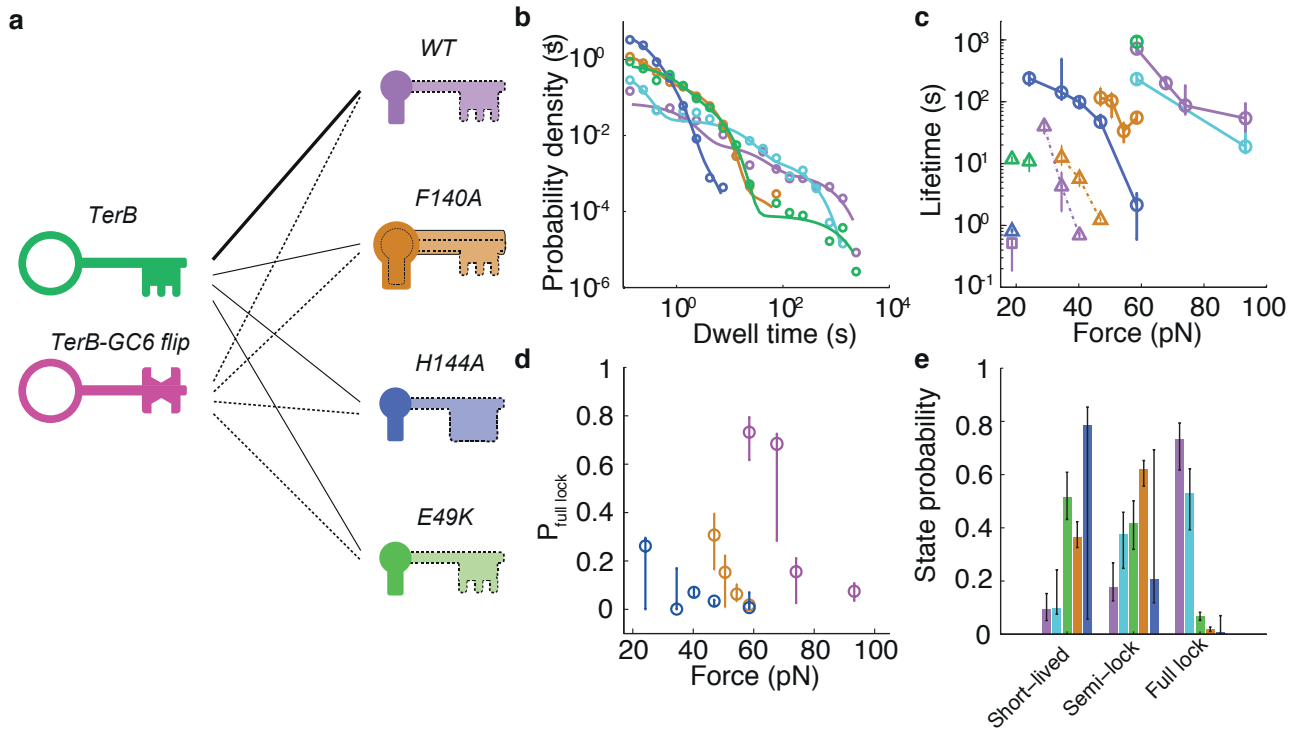 a
WT
F140A
TerB
TerB-GC6 flip
H144A
E49K
b
Probability density (s⁻¹)
10⁰
10⁻²
10⁻⁴
10⁻⁶
10⁰
10²
10⁴
Dwell time (s)
c
Lifetime (s)
10³
10²
10¹
10⁰
10⁻¹
20 40 60 80 100
Force (pN)
d
P full lock
1
0.8
0.6
0.4
0.2
0
20 40 60 80 100
Force (pN)
e
State probability
1
0.8
0.6
0.4
0.2
0
Short-lived
Semi-lock
Full lock